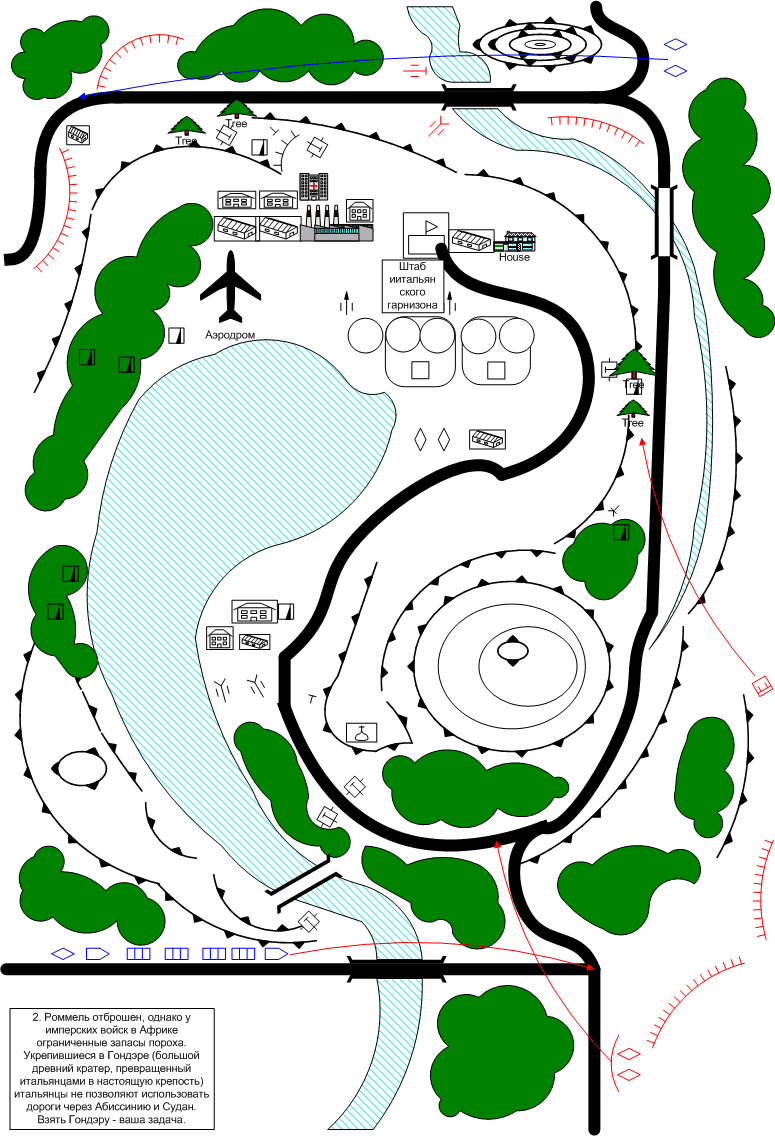 Tree
Tree
House
Штаб
иитальян
ского
гарнизона
Аэродром
Tree
Tree
2. Роммель отброшен, однако у
имперских войск в Африке
ограниченные запасы пороха.
Укрепившиеся в Гондэре (большой
древний кратер, превращенный
итальянцами в настоящую крепость)
итальянцы не позволяют использовать
дороги через Абиссинию и Судан.
Взять Гондэру - ваша задача.